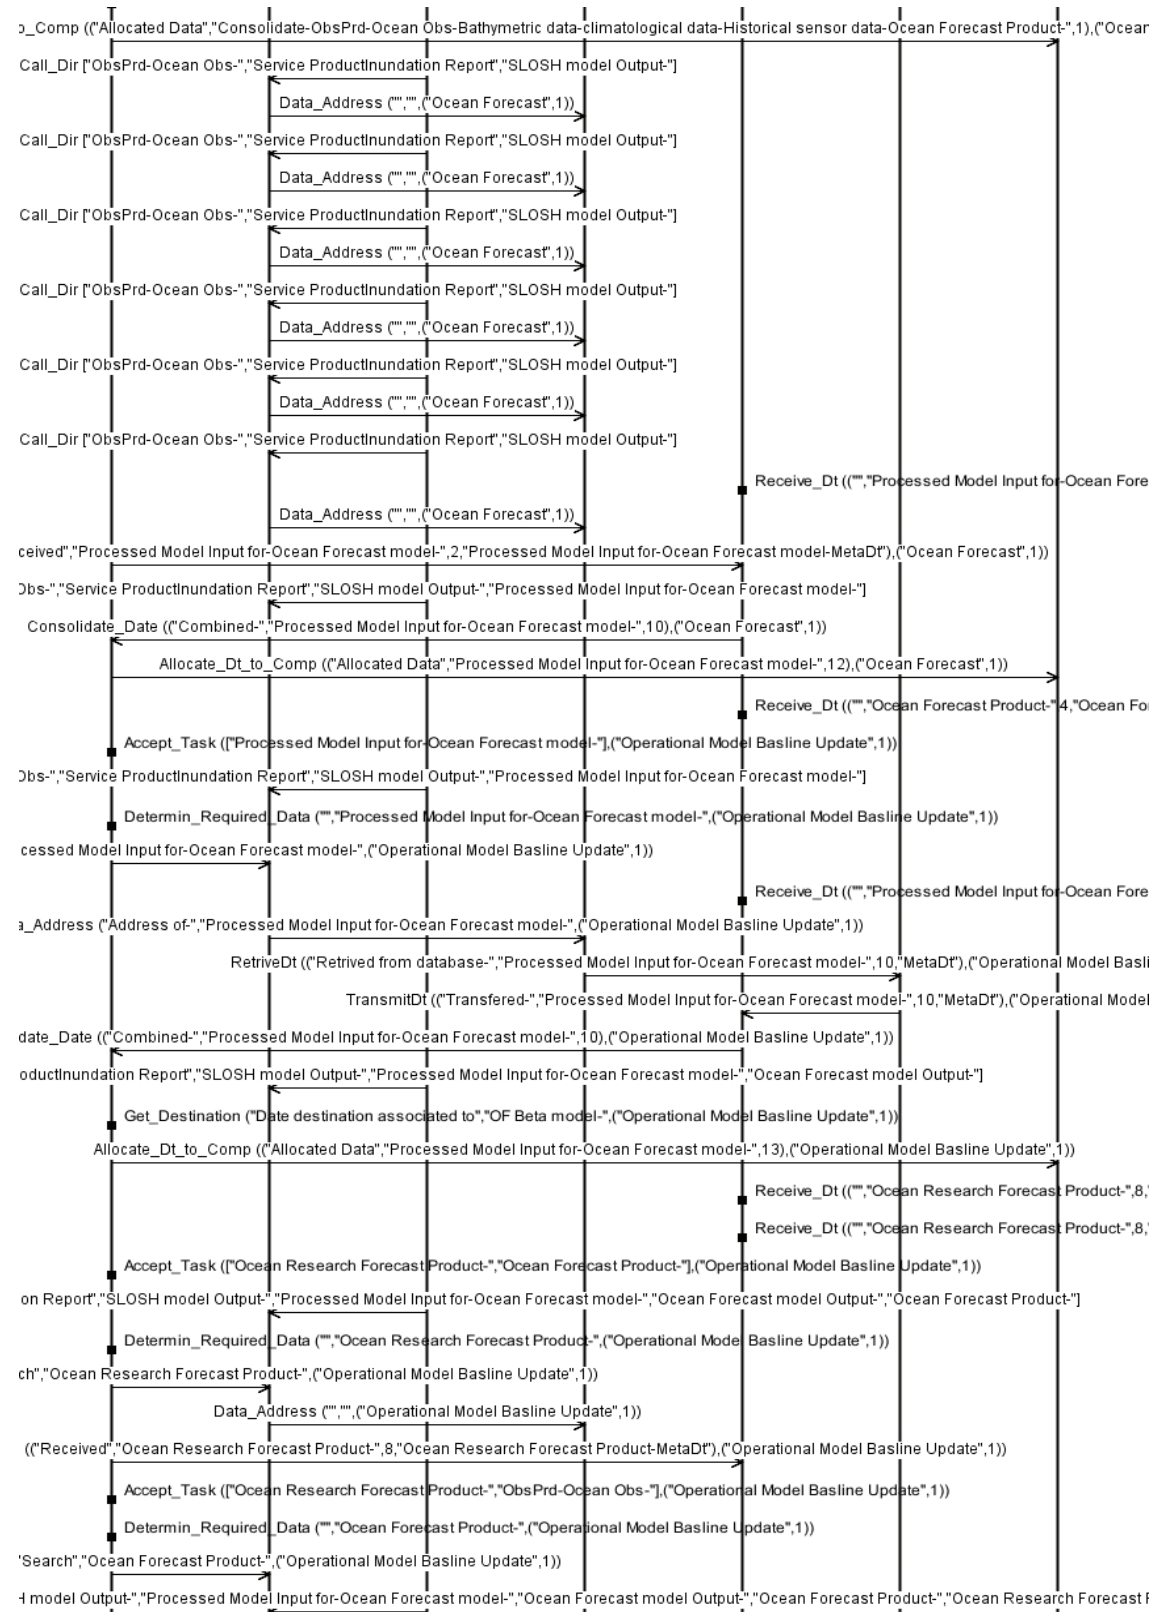 o_Comp (("Allocated Data","Consolidate-ObsPrd-Ocean Obs-Bathymetric data-climatological data-Historical sensor data-Ocean Forecast Product-",1),("Ocean
Call_Dir ["ObsPrd-Ocean Obs-","Service ProductInundation Report","SLOSH model Output-"]
Data_Address ("","",("Ocean Forecast",1))
Call_Dir ["ObsPrd-Ocean Obs-","Service ProductInundation Report","SLOSH model Output-"]
Data_Address ("","",("Ocean Forecast",1))
Call_Dir ["ObsPrd-Ocean Obs-","Service ProductInundation Report","SLOSH model Output-"]
Data_Address ("","",("Ocean Forecast",1))
Call_Dir ["ObsPrd-Ocean Obs-","Service ProductInundation Report","SLOSH model Output-"]
Data_Address ("","",("Ocean Forecast",1))
Call_Dir ["ObsPrd-Ocean Obs-","Service ProductInundation Report","SLOSH model Output-"]
Data_Address ("","",("Ocean Forecast",1))
Call_Dir ["ObsPrd-Ocean Obs-","Service ProductInundation Report","SLOSH model Output-"]
Receive_Dt (("","Processed Model Input for-Ocean Fore
Data_Address ("","",("Ocean Forecast",1))
ceived","Processed Model Input for-Ocean Forecast model-",2,"Processed Model Input for-Ocean Forecast model-MetaDt"),("Ocean Forecast",1))
Obs-","Service ProductInundation Report","SLOSH model Output-","Processed Model Input for-Ocean Forecast model-"]
Consolidate_Date (("Combined-","Processed Model Input for-Ocean Forecast model-",10),("Ocean Forecast",1))
Allocate_Dt_to_Comp (("Allocated Data","Processed Model Input for-Ocean Forecast model-",12),("Ocean Forecast",1))
Receive_Dt (("","Ocean Forecast Product-",4,"Ocean Fo
Accept_Task (["Processed Model Input for-Ocean Forecast model-"],("Operational Model Basline Update",1))
Obs-","Service ProductInundation Report","SLOSH model Output-","Processed Model Input for-Ocean Forecast model-"]
Determin_Required_Data ("","Processed Model Input for-Ocean Forecast model-",("Operational Model Basline Update",1))
cessed Model Input for-Ocean Forecast model-",("Operational Model Basline Update",1))
Receive_Dt (("","Processed Model Input for-Ocean Fore
a_Address ("Address of-","Processed Model Input for-Ocean Forecast model-",("Operational Model Basline Update",1))
RetriveDt (("Retrived from database-","Processed Model Input for-Ocean Forecast model-",10,"MetaDt"),("Operational Model Basli
TransmitDt (("Transfered-","Processed Model Input for-Ocean Forecast model-",10,"MetaDt"),("Operational Model
date_Date (("Combined-","Processed Model Input for-Ocean Forecast model-",10),("Operational Model Basline Update",1))
oductInundation Report","SLOSH model Output-","Processed Model Input for-Ocean Forecast model-","Ocean Forecast model Output-"]
Get_Destination ("Date destination associated to","OF Beta model-",("Operational Model Basline Update",1))
Allocate_Dt_to_Comp (("Allocated Data","Processed Model Input for-Ocean Forecast model-",13),("Operational Model Basline Update",1))
Receive_Dt (("","Ocean Research Forecast Product-",8,"
Receive_Dt (("","Ocean Research Forecast Product-",8,"
Accept_Task (["Ocean Research Forecast Product-","Ocean Forecast Product-"],("Operational Model Basline Update",1))
on Report","SLOSH model Output-","Processed Model Input for-Ocean Forecast model-","Ocean Forecast model Output-","Ocean Forecast Product-"]
Determin_Required_Data ("","Ocean Research Forecast Product-",("Operational Model Basline Update",1))
ch","Ocean Research Forecast Product-",("Operational Model Basline Update",1))
Data_Address ("","",("Operational Model Basline Update",1))
(("Received","Ocean Research Forecast Product-",8,"Ocean Research Forecast Product-MetaDt"),("Operational Model Basline Update",1))
Accept_Task (["Ocean Research Forecast Product-","ObsPrd-Ocean Obs-"],("Operational Model Basline Update",1))
Determin_Required_Data ("","Ocean Forecast Product-",("Operational Model Basline Update",1))
"Search","Ocean Forecast Product-",("Operational Model Basline Update",1))
H model Output-","Processed Model Input for-Ocean Forecast model-","Ocean Forecast model Output-","Ocean Forecast Product-","Ocean Research Forecast